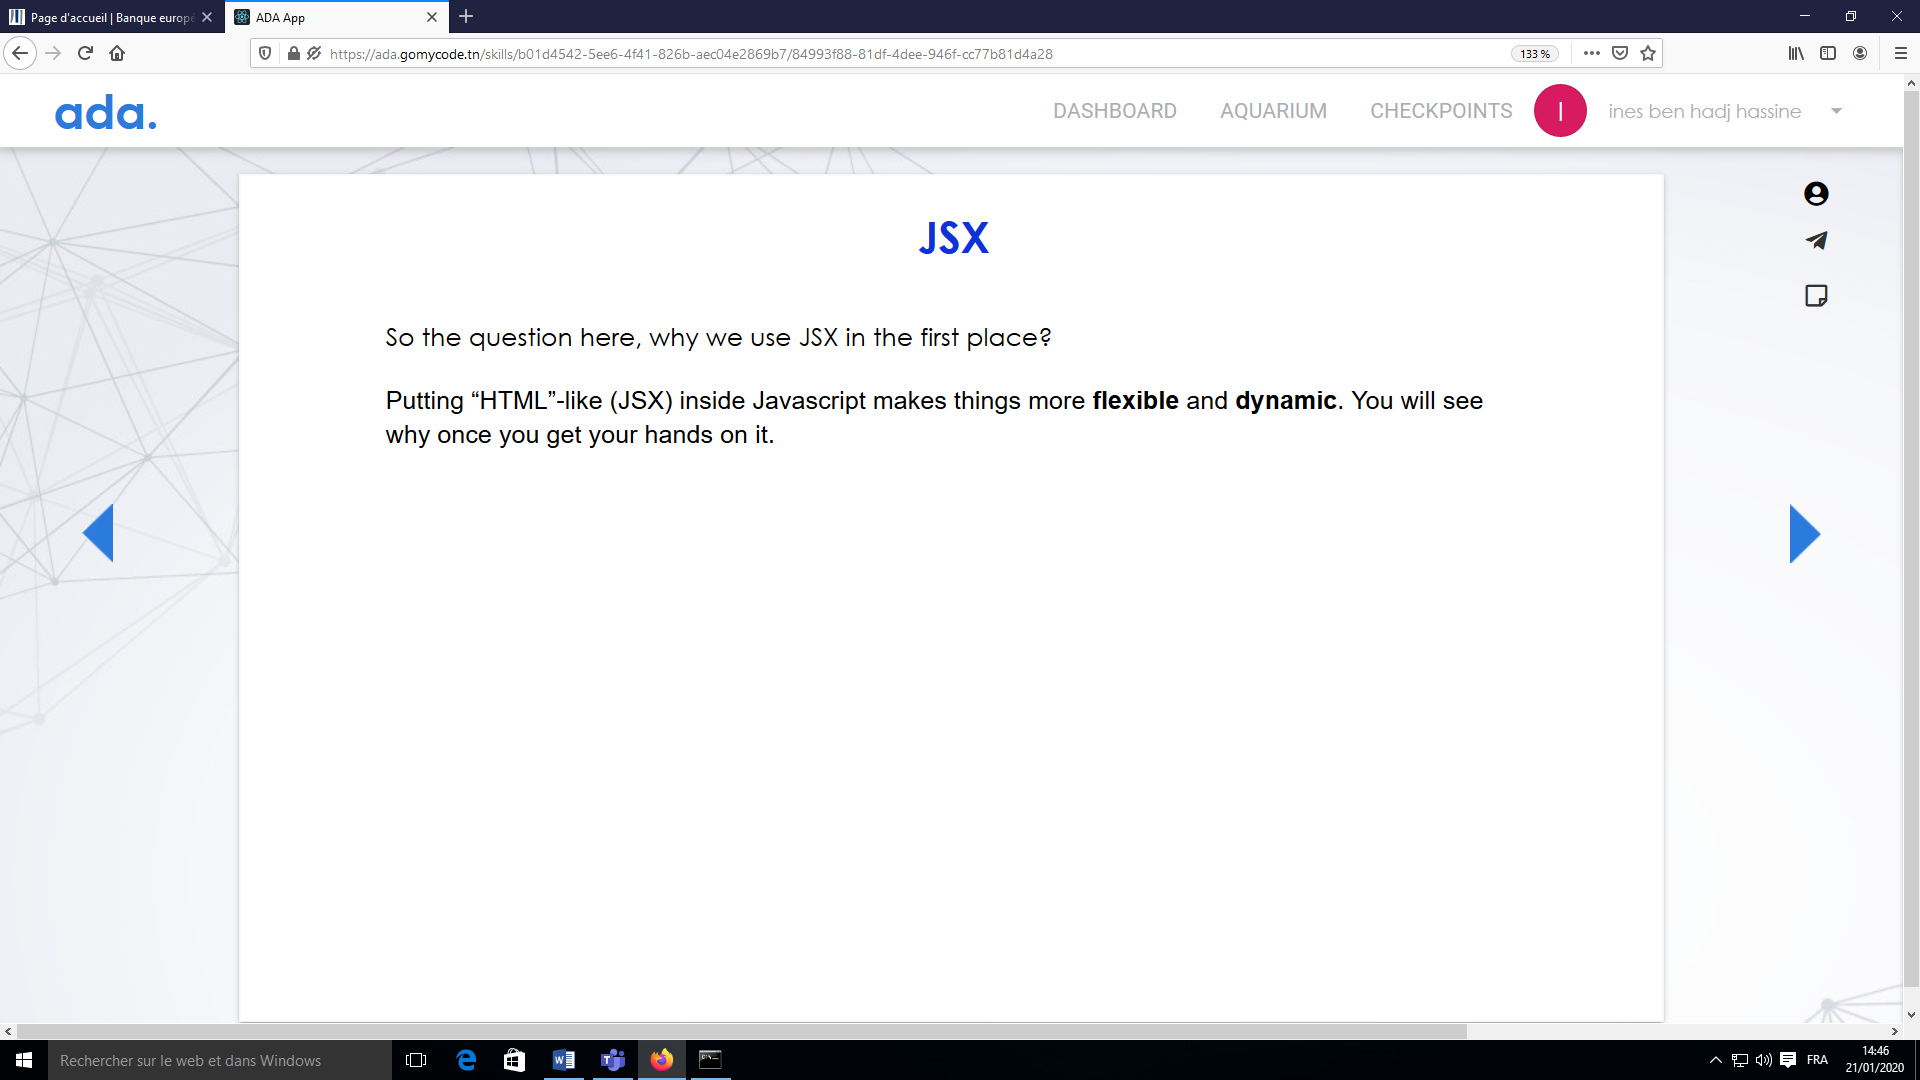 Page d'accueil | Banque europé
ADA App
https://ada.gomycode.tn/skills/b01d4542-5ee6-4f41-826b-aec04e2869b7/84993f88-81df-4dee-946f-cc77b81d4a28
133 %
ada.
DASHBOARD
AQUARIUM
CHECKPOINTS
I
ines ben hadj hassine
JSX
So the question here, why we use JSX in the first place?
Putting “HTML”-like (JSX) inside Javascript makes things more flexible and dynamic. You will see
why once you get your hands on it.
Rechercher sur le web et dans Windows
FRA
14:46
21/01/2020